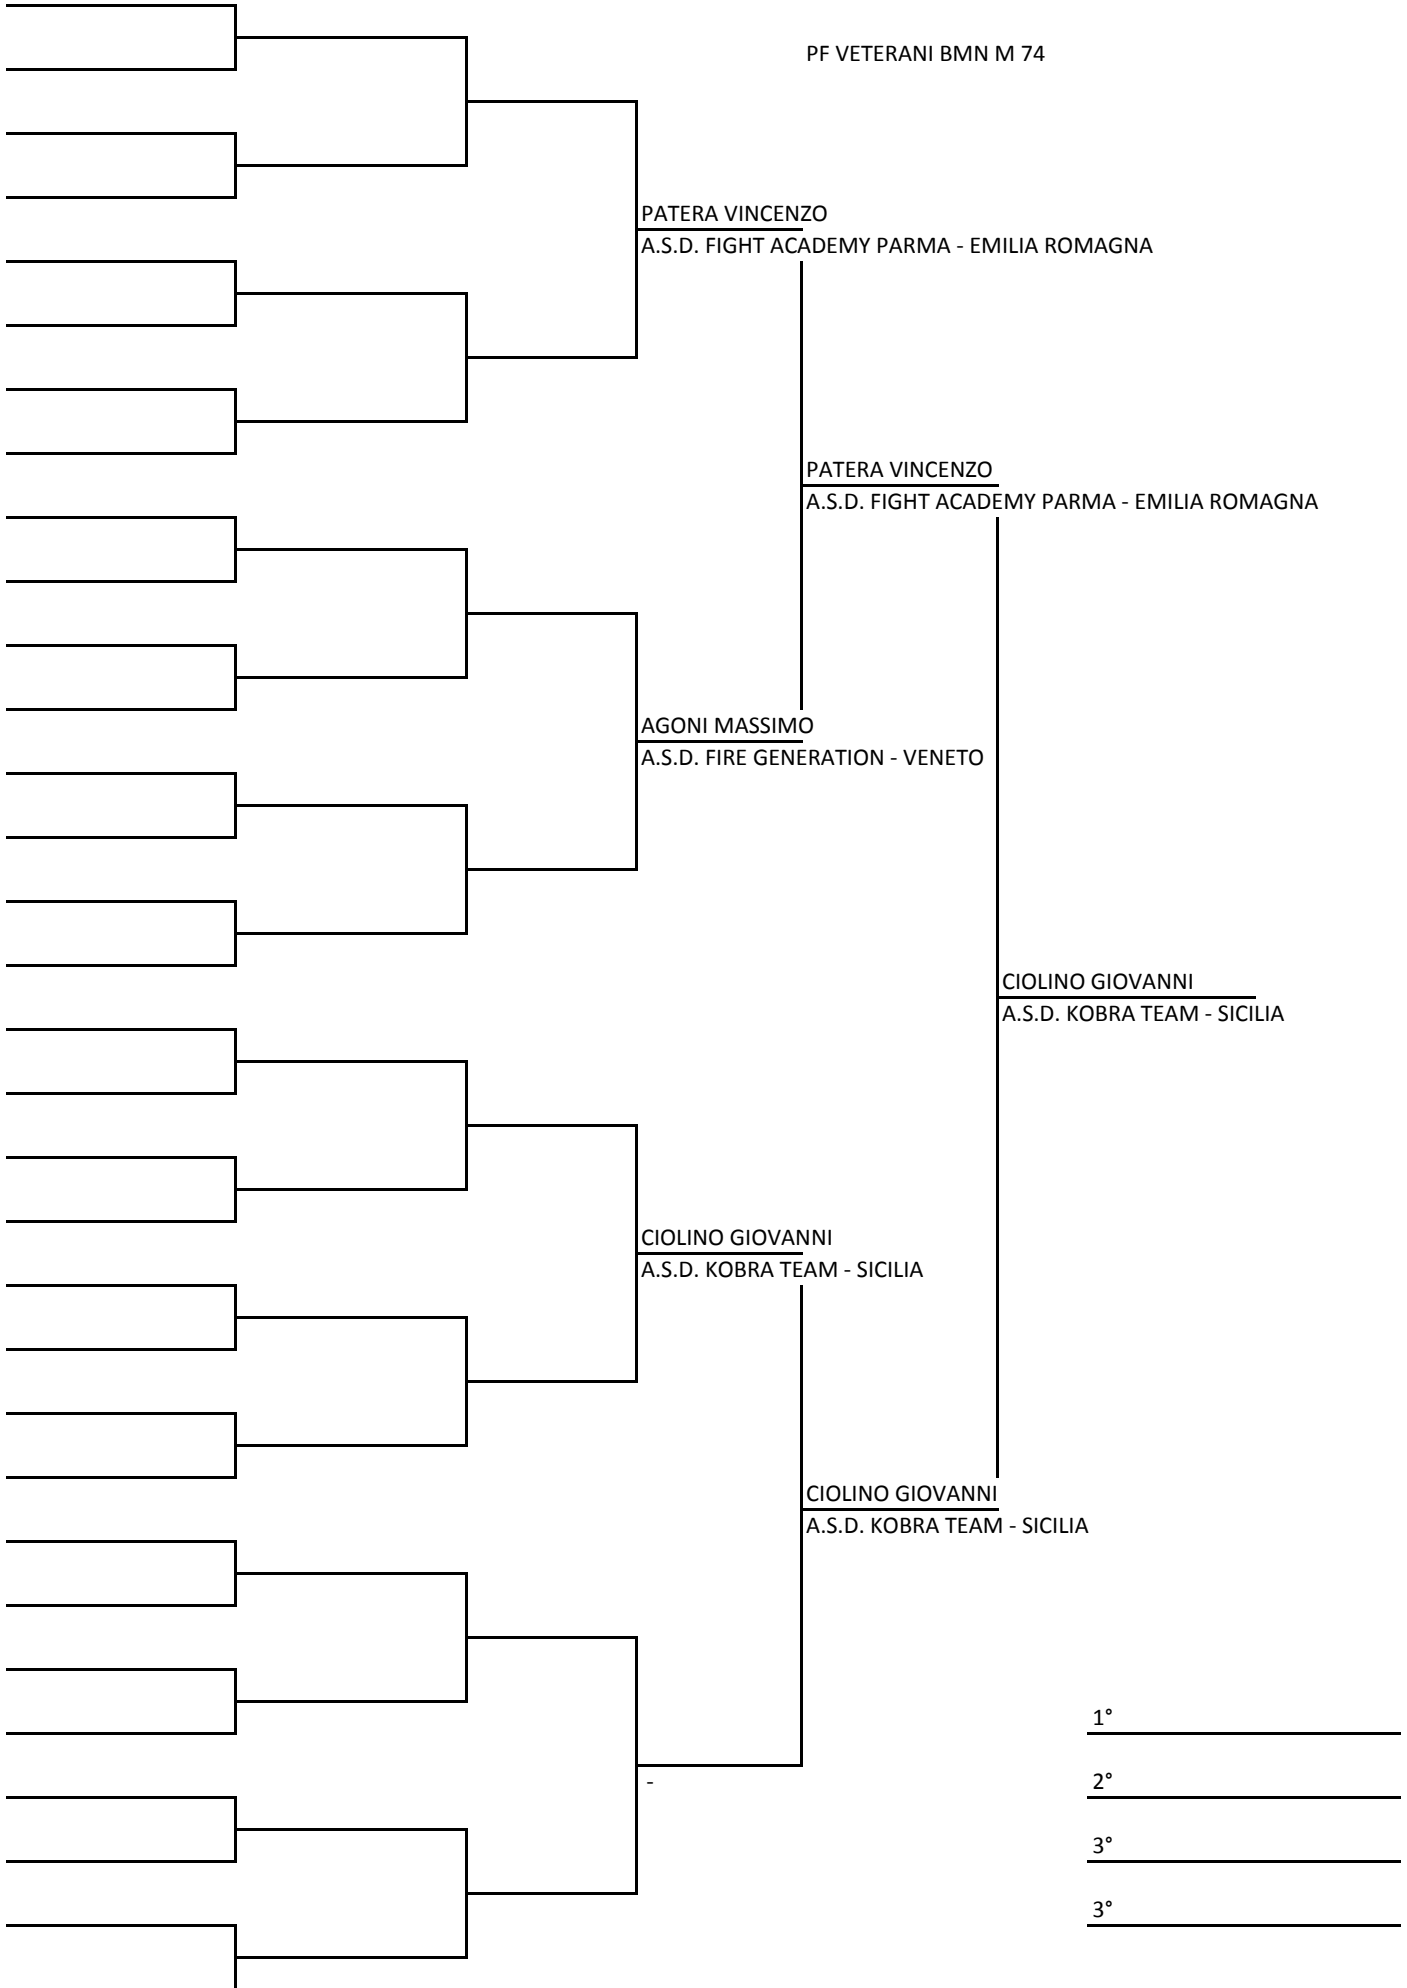 PF VETERANI BMN M 74
PATERA VINCENZO
A.S.D. FIGHT ACADEMY PARMA - EMILIA ROMAGNA
PATERA VINCENZO
A.S.D. FIGHT ACADEMY PARMA - EMILIA ROMAGNA
AGONI MASSIMO
A.S.D. FIRE GENERATION - VENETO
CIOLINO GIOVANNI
A.S.D. KOBRA TEAM - SICILIA
CIOLINO GIOVANNI
A.S.D. KOBRA TEAM - SICILIA
CIOLINO GIOVANNI
A.S.D. KOBRA TEAM - SICILIA
1°
-
2°
3°
3°